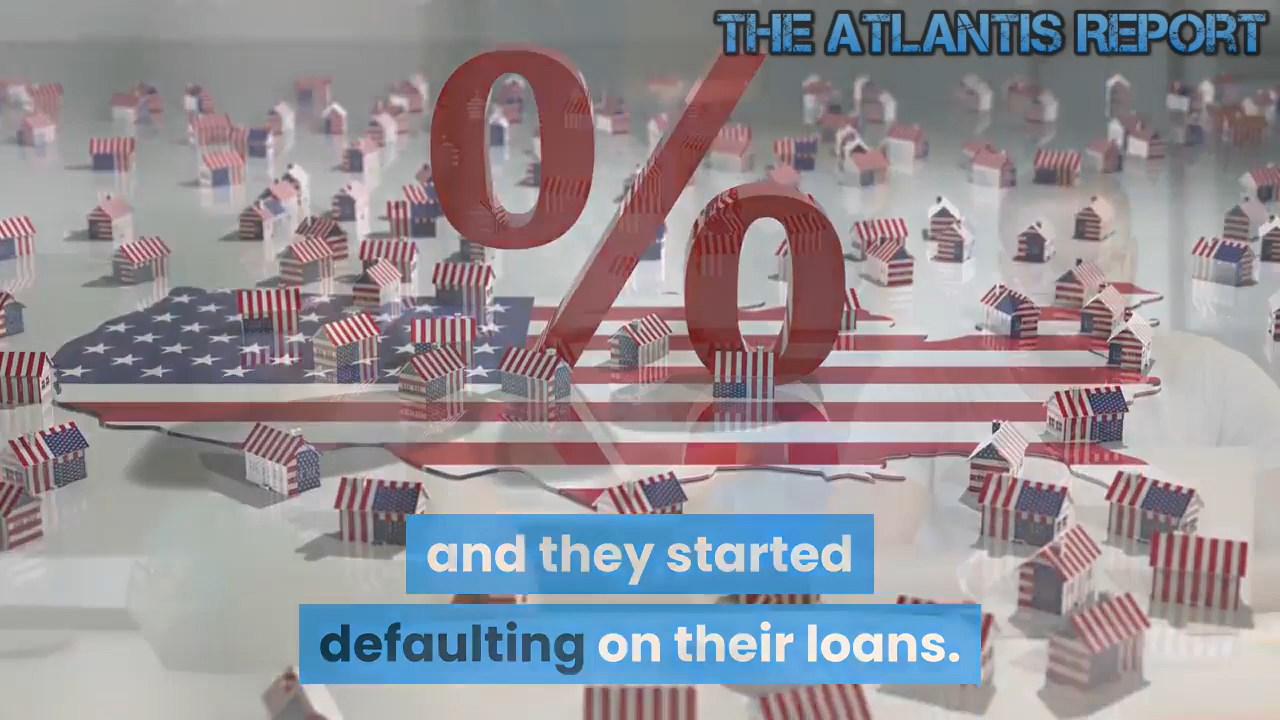 THE ATLANTIS REPORT
%
and they started
defaulting on their loans.